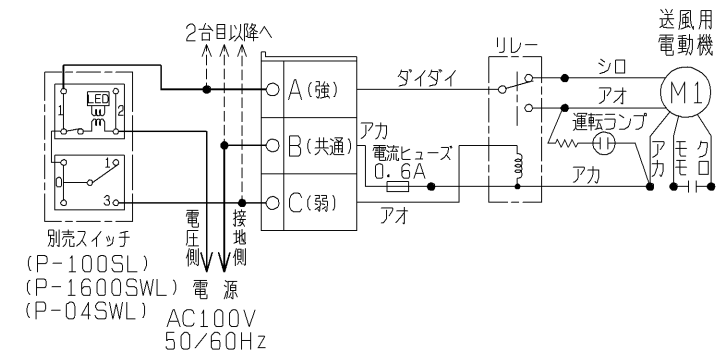 2台目以降へ
送風用
電動機
リレー
LED
1
2
A(強)
ダイダイ
シロ
アオ
M1
運転ランプ
アカ
B(共通)
電流ヒューズ
0.6A
アカ
アカ
モモ
クロ
0
1
3
C(弱)
アオ
別売スイッチ
(P-100SL)
(P-1600SWL)
(P-04SWL)
電圧側
接地側
電源
AC100V
50/60Hz